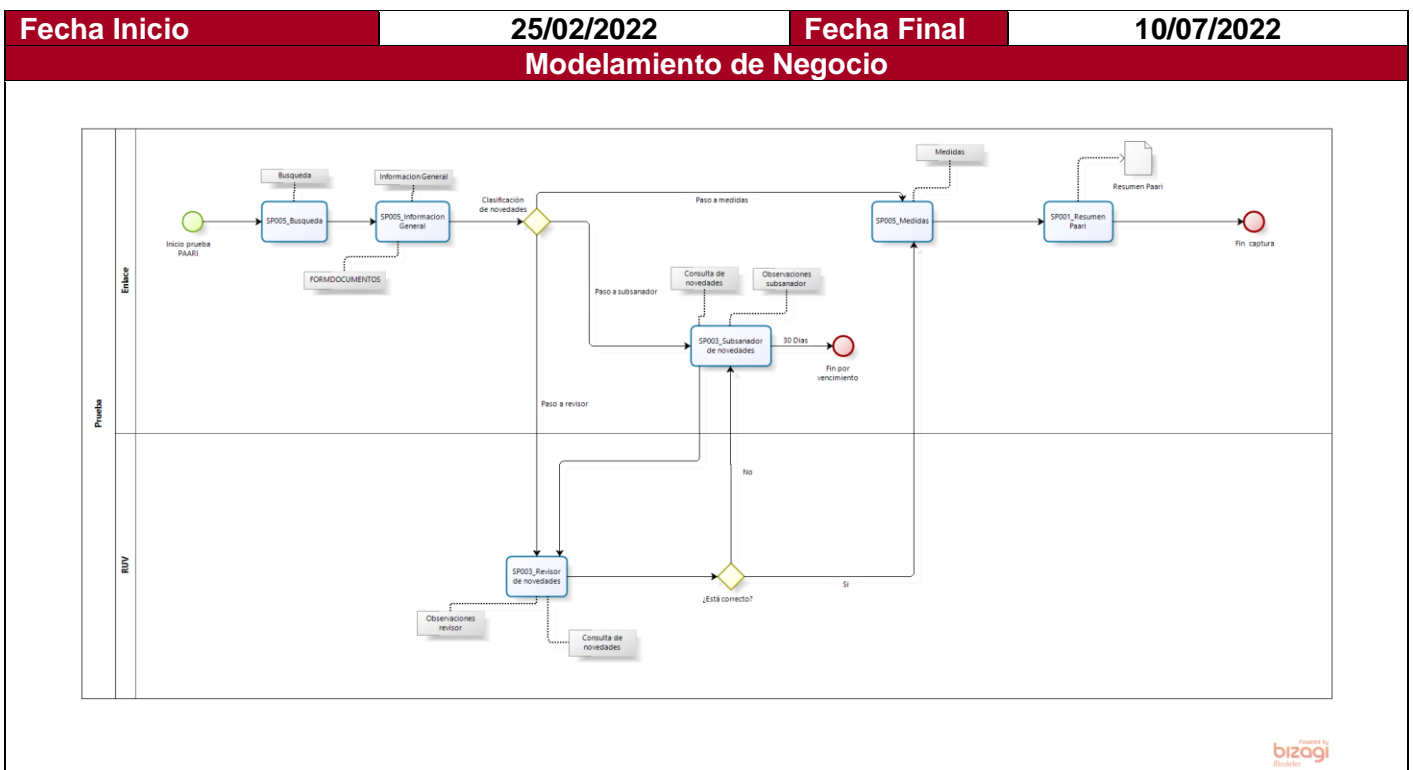 Fecha Inicio
25/02/2022
Fecha Final
10/07/2022
Modelamiento de Negocio
Prueba
Enlace
Inicio prueba
PAARI
Busqueda
SP005_Busqueda
InformacionGeneral
SP005_Informacion
General
FORMDOCUMENTOS
Clasificación
de novedades
Paso a medidas
Paso a subsanador
Paso a revisor
Consulta de
novedades
Observaciones
subsanador
SP003_Subsanador
de novedades
30 Dias
Fin por
vencimiento
Medidas
SP005_Medidas
SP001_Resumen
Paari
Resumen Paari
Fin captura
RUV
SP003_Revisor
de novedades
Observaciones
revisor
Consulta de
novedades
¿Está correcto?
No
Si
Powered by
bizagi
Modeler